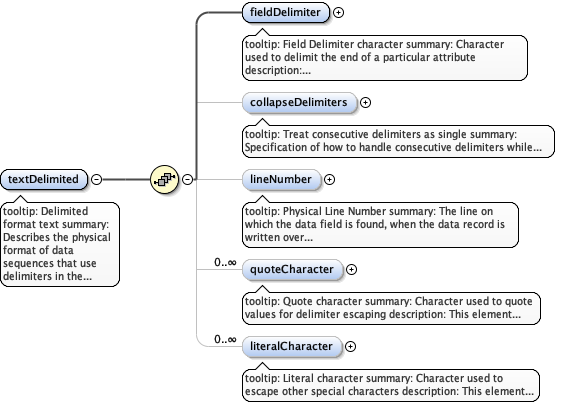 fieldDelimiter
tooltip: Field Delimiter character summary: Character
used to delimit the end of a particular attribute
description:...
collapseDelimiters
tooltip: Treat consecutive delimiters as single summary:
Specification of how to handle consecutive delimiters while...
textDelimited
tooltip: Delimited
format text summary:
Describes the physical
format of data
sequences that use
delimiters in the...
lineNumber
tooltip: Physical Line Number summary: The line on
which the data field is found, when the data record is
written over...
0..∞
quoteCharacter
tooltip: Quote character summary: Character used to quote
values for delimiter escaping description: This element...
0..∞
literalCharacter
tooltip: Literal character summary: Character used to
escape other special characters description: This element...